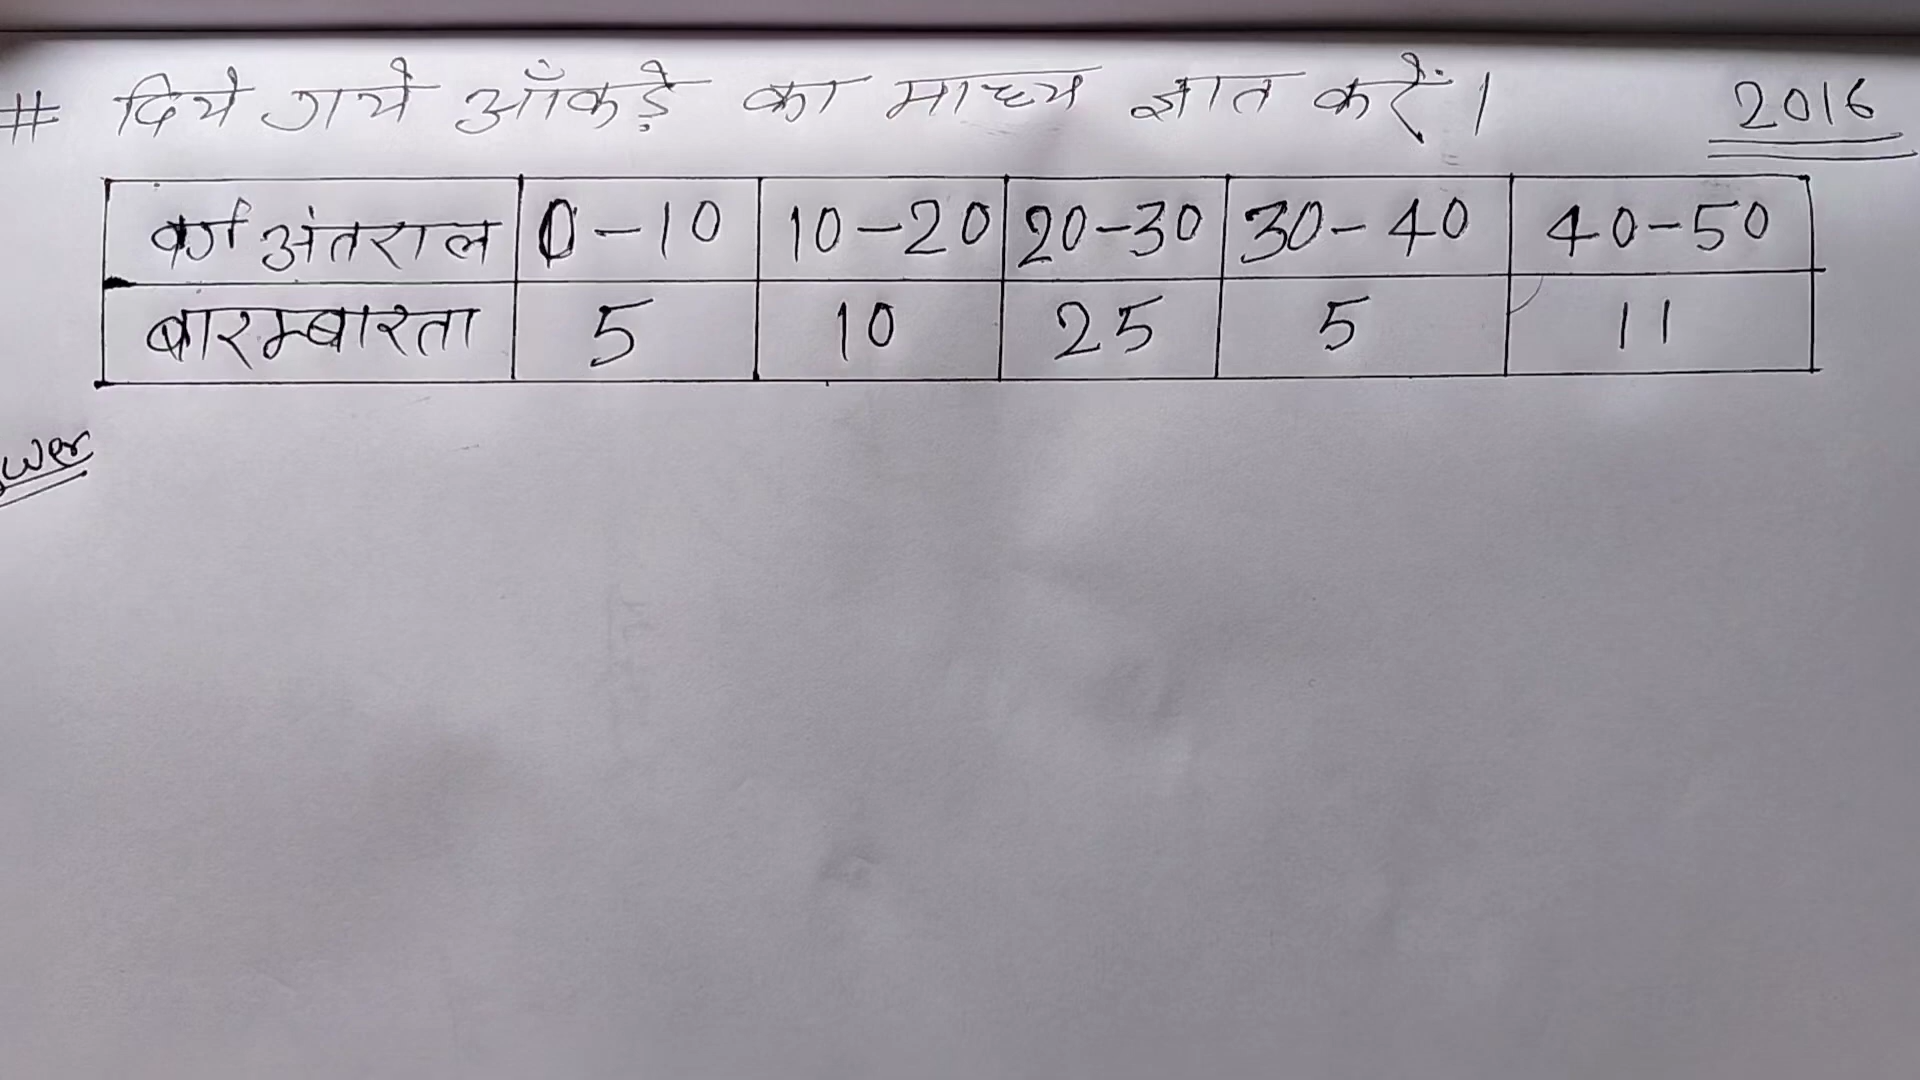 # दिये गये आँकड़े का माध्य ज्ञात करें। 2016
वर्ग अंतराल 0-10 10-20 20-30 30-40 40-50
बारम्बारता 5 10 25 5 11
wer